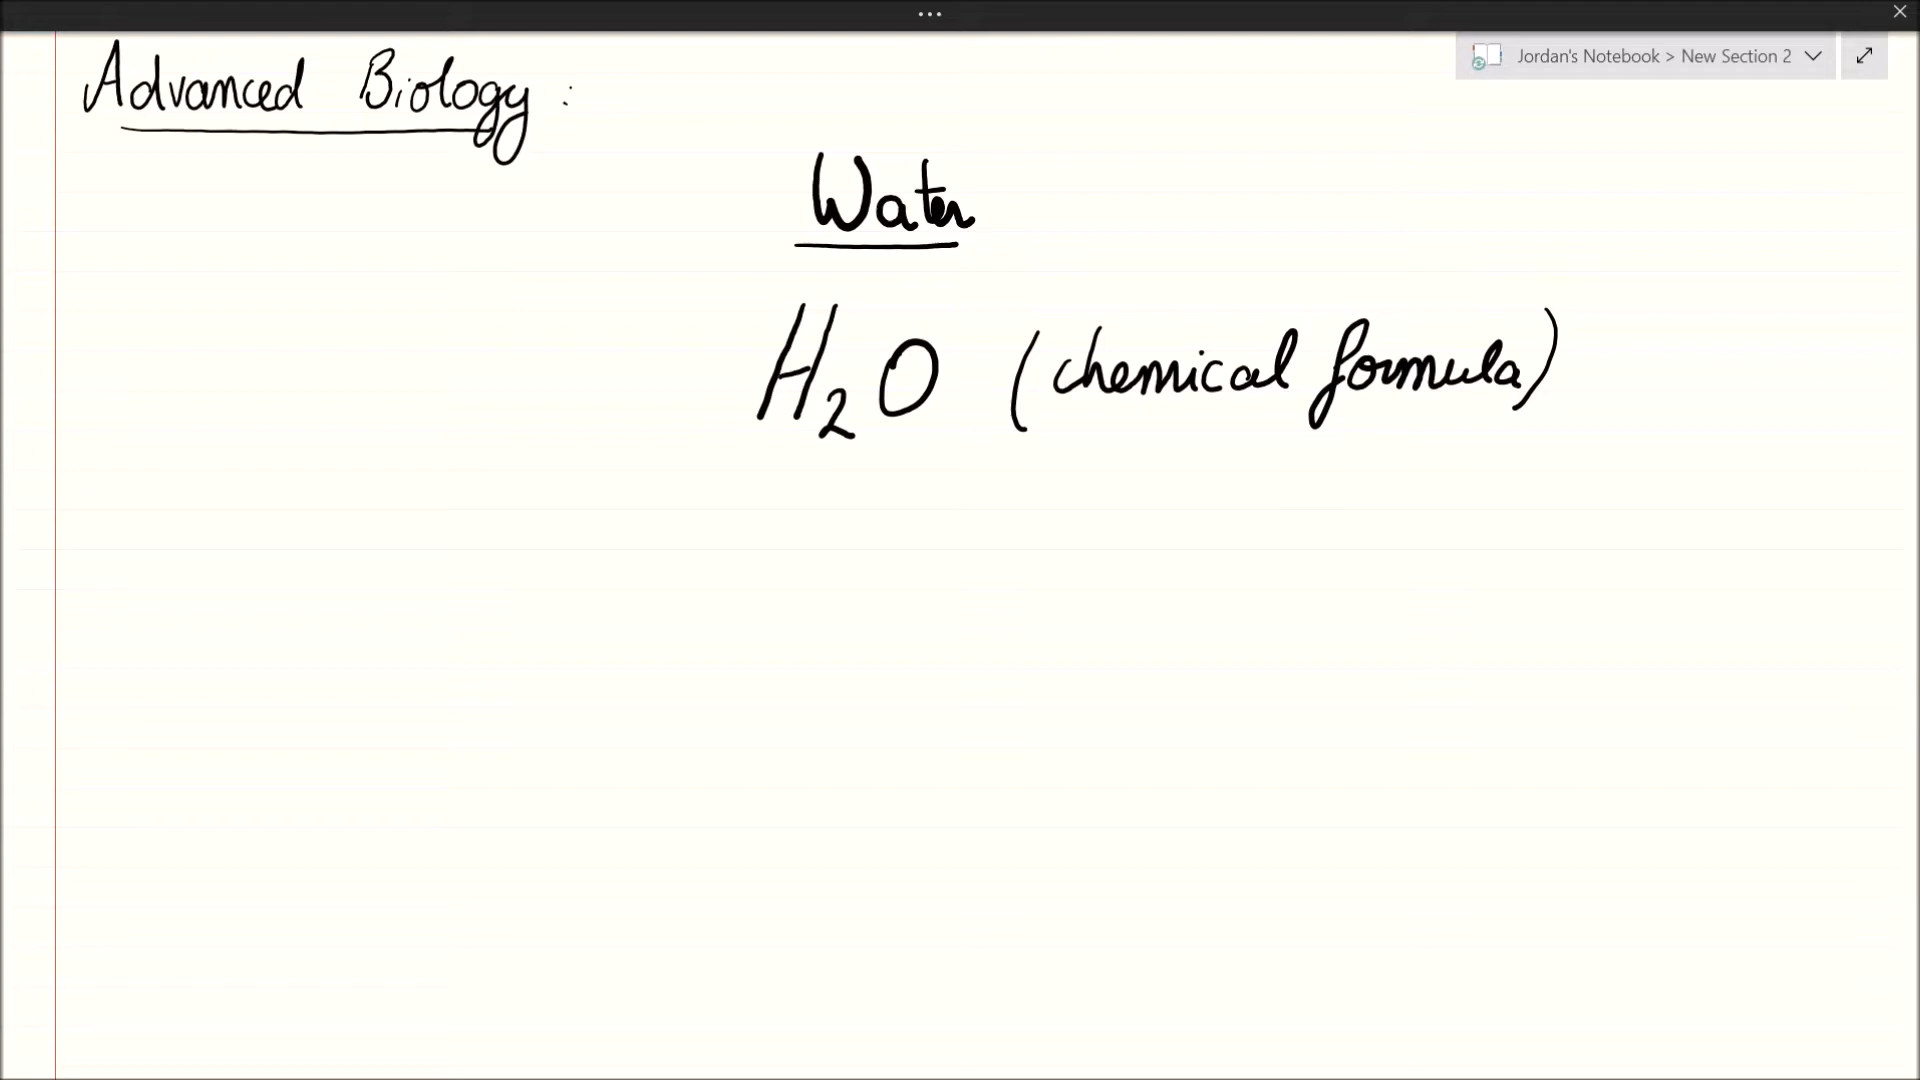 Jordan's Notebook > New Section 2
Advanced Biology :
Water
H₂O (chemical formula)